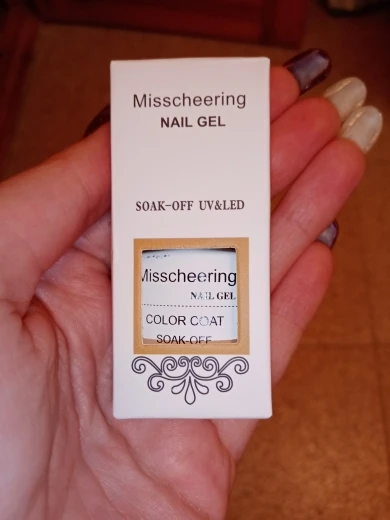 Misscheering
NAIL GEL
SOAK-OFF UV&LED
Misscheering
NAIL GEL
COLOR COAT
SOAK-OFF